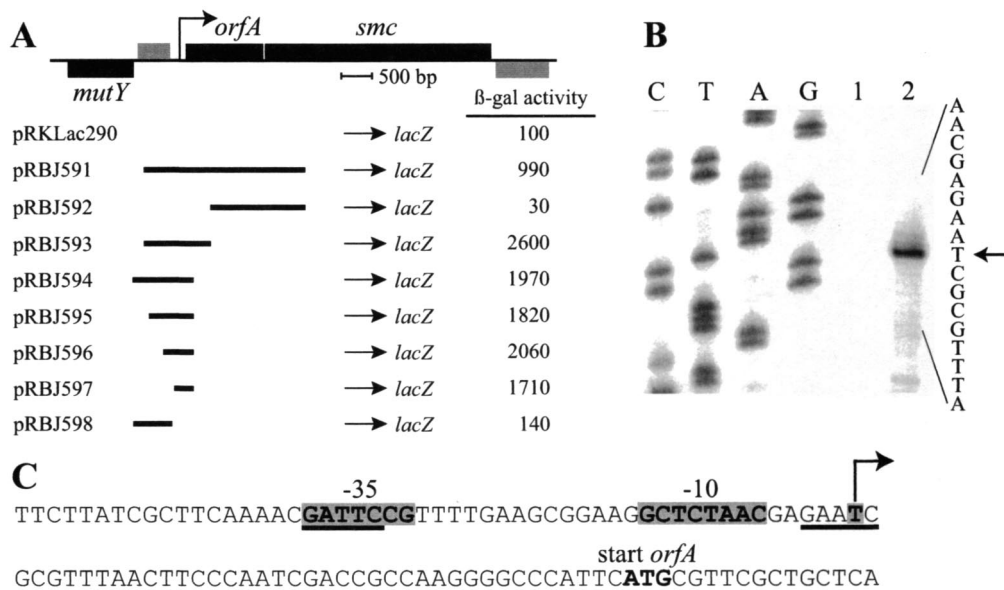 A
orfA smc
mutY
500 bp
ß-gal activity
pRKLac290 lacZ 100
pRBJ591 lacZ 990
pRBJ592 lacZ 30
pRBJ593 lacZ 2600
pRBJ594 lacZ 1970
pRBJ595 lacZ 1820
pRBJ596 lacZ 2060
pRBJ597 lacZ 1710
pRBJ598 lacZ 140
B
C T A G 1 2
A
A
C
G
A
G
A
A
T
C
G
C
G
T
T
T
A
C
-35 -10
TTCTTATCGCTTCAAAACGATTCCGTTTTGAAGCGGAAGGCTCTAACGAGAATC
start orfA
GCGTTTAACTTCCCAATCGACCGCCAAGGGGCCCATTCATGCGTTCGCTGCTCA